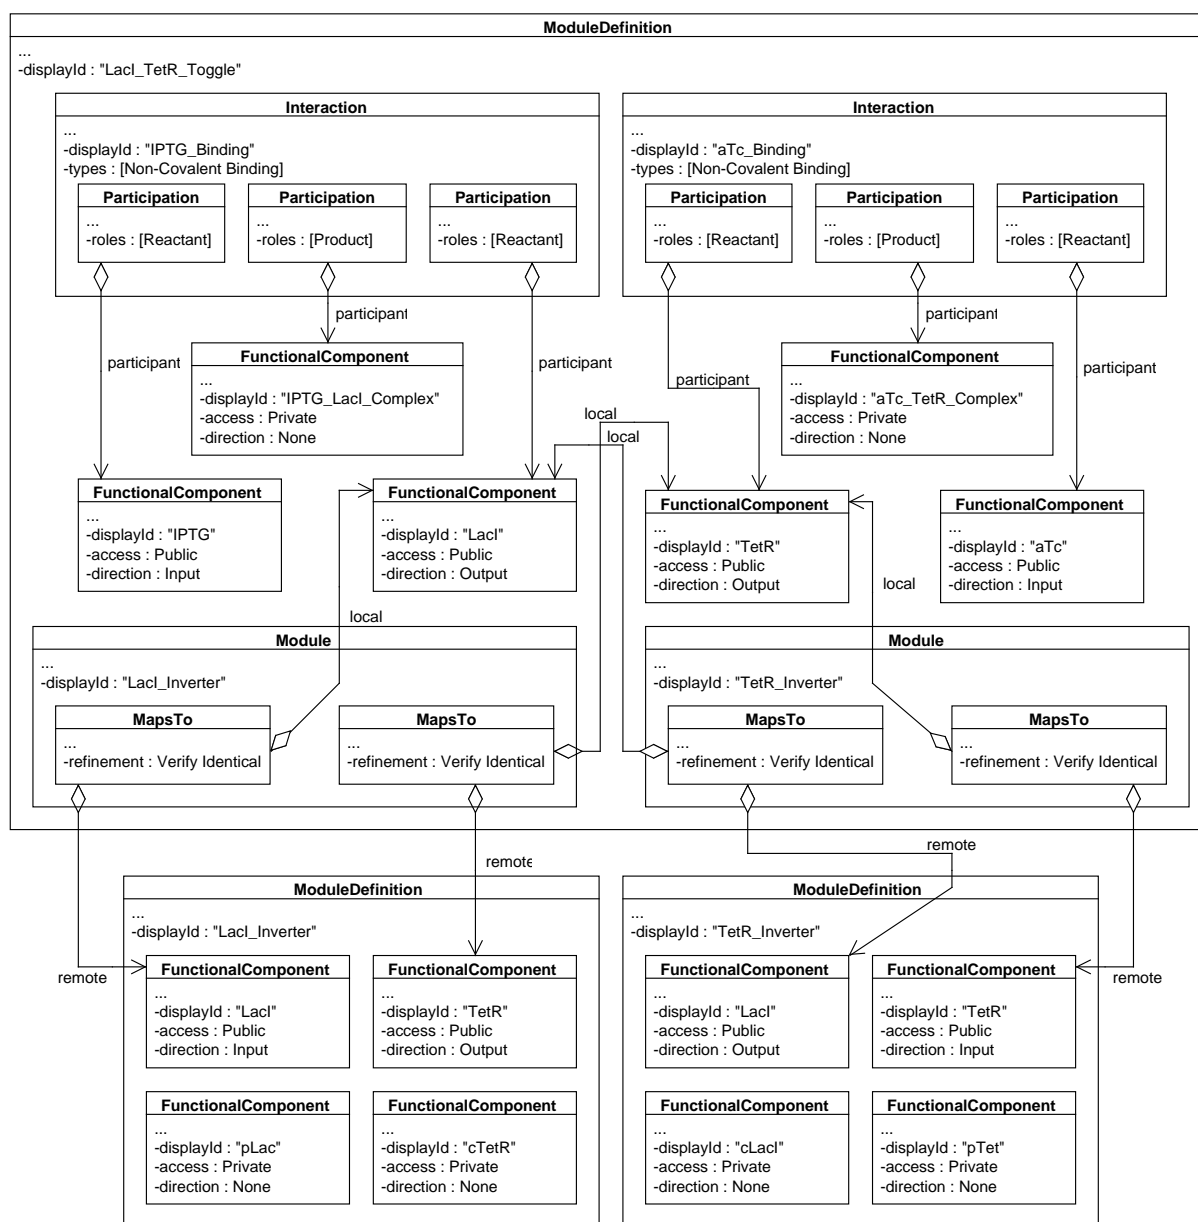 ModuleDefinition
...
-displayId : "LacI_TetR_Toggle"
Interaction
...
-displayId : "IPTG_Binding"
-types : [Non-Covalent Binding]
Participation
...
-roles : [Reactant]
Participation
...
-roles : [Product]
Participation
...
-roles : [Reactant]
Interaction
...
-displayId : "aTc_Binding"
-types : [Non-Covalent Binding]
Participation
...
-roles : [Reactant]
Participation
...
-roles : [Product]
Participation
...
-roles : [Reactant]
participant
participant
participant
participant
participant
participant
FunctionalComponent
...
-displayId : "IPTG_LacI_Complex"
-access : Private
-direction : None
FunctionalComponent
...
-displayId : "aTc_TetR_Complex"
-access : Private
-direction : None
local
local
FunctionalComponent
...
-displayId : "IPTG"
-access : Public
-direction : Input
FunctionalComponent
...
-displayId : "LacI"
-access : Public
-direction : Output
FunctionalComponent
...
-displayId : "TetR"
-access : Public
-direction : Output
FunctionalComponent
...
-displayId : "aTc"
-access : Public
-direction : Input
local
local
Module
...
-displayId : "LacI_Inverter"
MapsTo
...
-refinement : Verify Identical
MapsTo
...
-refinement : Verify Identical
Module
...
-displayId : "TetR_Inverter"
MapsTo
...
-refinement : Verify Identical
MapsTo
...
-refinement : Verify Identical
remote
remote
remote
remote
ModuleDefinition
...
-displayId : "LacI_Inverter"
FunctionalComponent
...
-displayId : "LacI"
-access : Public
-direction : Input
FunctionalComponent
...
-displayId : "TetR"
-access : Public
-direction : Output
FunctionalComponent
...
-displayId : "pLac"
-access : Private
-direction : None
FunctionalComponent
...
-displayId : "cTetR"
-access : Private
-direction : None
ModuleDefinition
...
-displayId : "TetR_Inverter"
FunctionalComponent
...
-displayId : "LacI"
-access : Public
-direction : Output
FunctionalComponent
...
-displayId : "TetR"
-access : Public
-direction : Input
FunctionalComponent
...
-displayId : "cLacI"
-access : Private
-direction : None
FunctionalComponent
...
-displayId : "pTet"
-access : Private
-direction : None